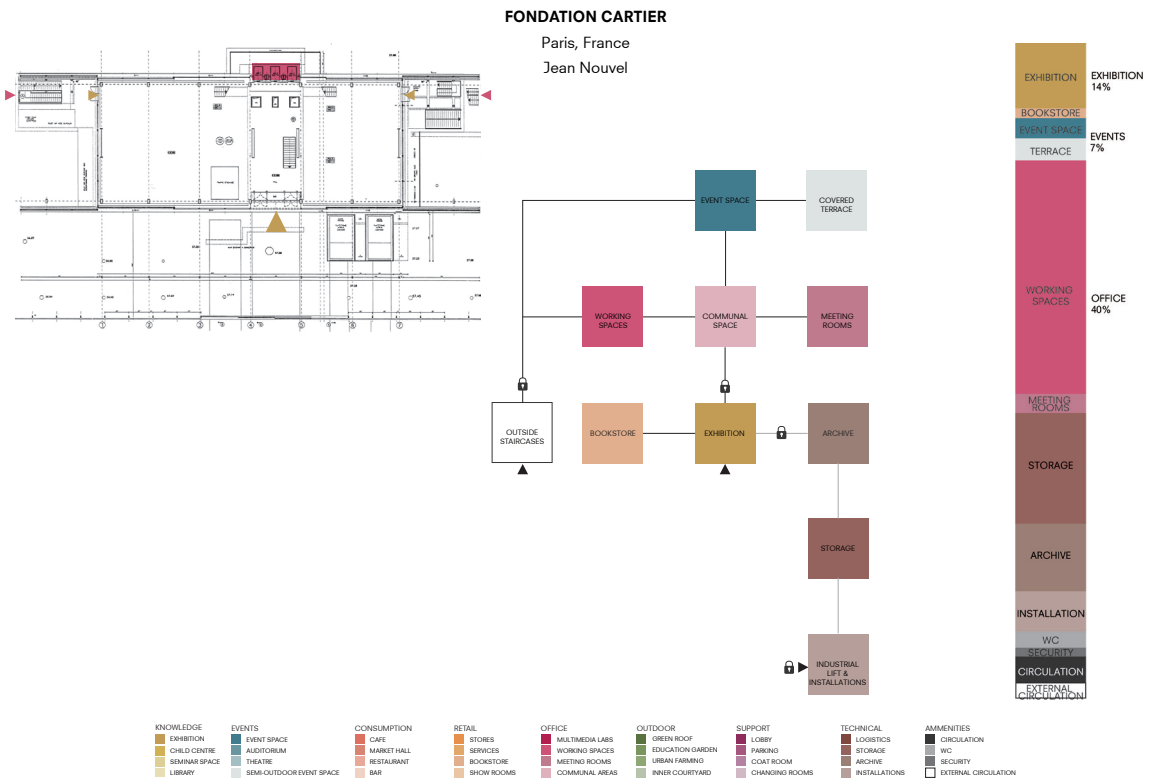 FONDATION CARTIER
Paris, France
Jean Nouvel
EXHIBITION
BOOKSTORE
EVENT SPACE
TERRACE
WORKING
SPACES
MEETING
ROOMS
STORAGE
ARCHIVE
INSTALLATION
WC
SECURITY
CIRCULATION
EXTERNAL
CIRCULATION
EXHIBITION
14%
EVENTS
7%
OFFICE
40%
EVENT SPACE
COVERED
TERRACE
WORKING
SPACES
COMMUNAL
SPACE
MEETING
ROOMS
OUTSIDE
STAIRCASES
BOOKSTORE
EXHIBITION
ARCHIVE
STORAGE
INDUSTRIAL
LIFT &
INSTALLATIONS
KNOWLEDGE
EXHIBITION
CHILD CENTRE
SEMINAR SPACE
LIBRARY
EVENTS
EVENT SPACE
AUDITORIUM
THEATRE
SEMI-OUTDOOR EVENT SPACE
CONSUMPTION
CAFE
MARKET HALL
RESTAURANT
BAR
RETAIL
STORES
SERVICES
BOOKSTORE
SHOW ROOMS
OFFICE
MULTIMEDIA LABS
WORKING SPACES
MEETING ROOMS
COMMUNAL AREAS
OUTDOOR
GREEN ROOF
EDUCATION GARDEN
URBAN FARMING
INNER COURTYARD
SUPPORT
LOBBY
PARKING
COAT ROOM
CHANGING ROOMS
TECHNICAL
LOGISTICS
STORAGE
ARCHIVE
INSTALLATIONS
AMMENITIES
CIRCULATION
WC
SECURITY
EXTERNAL CIRCULATION